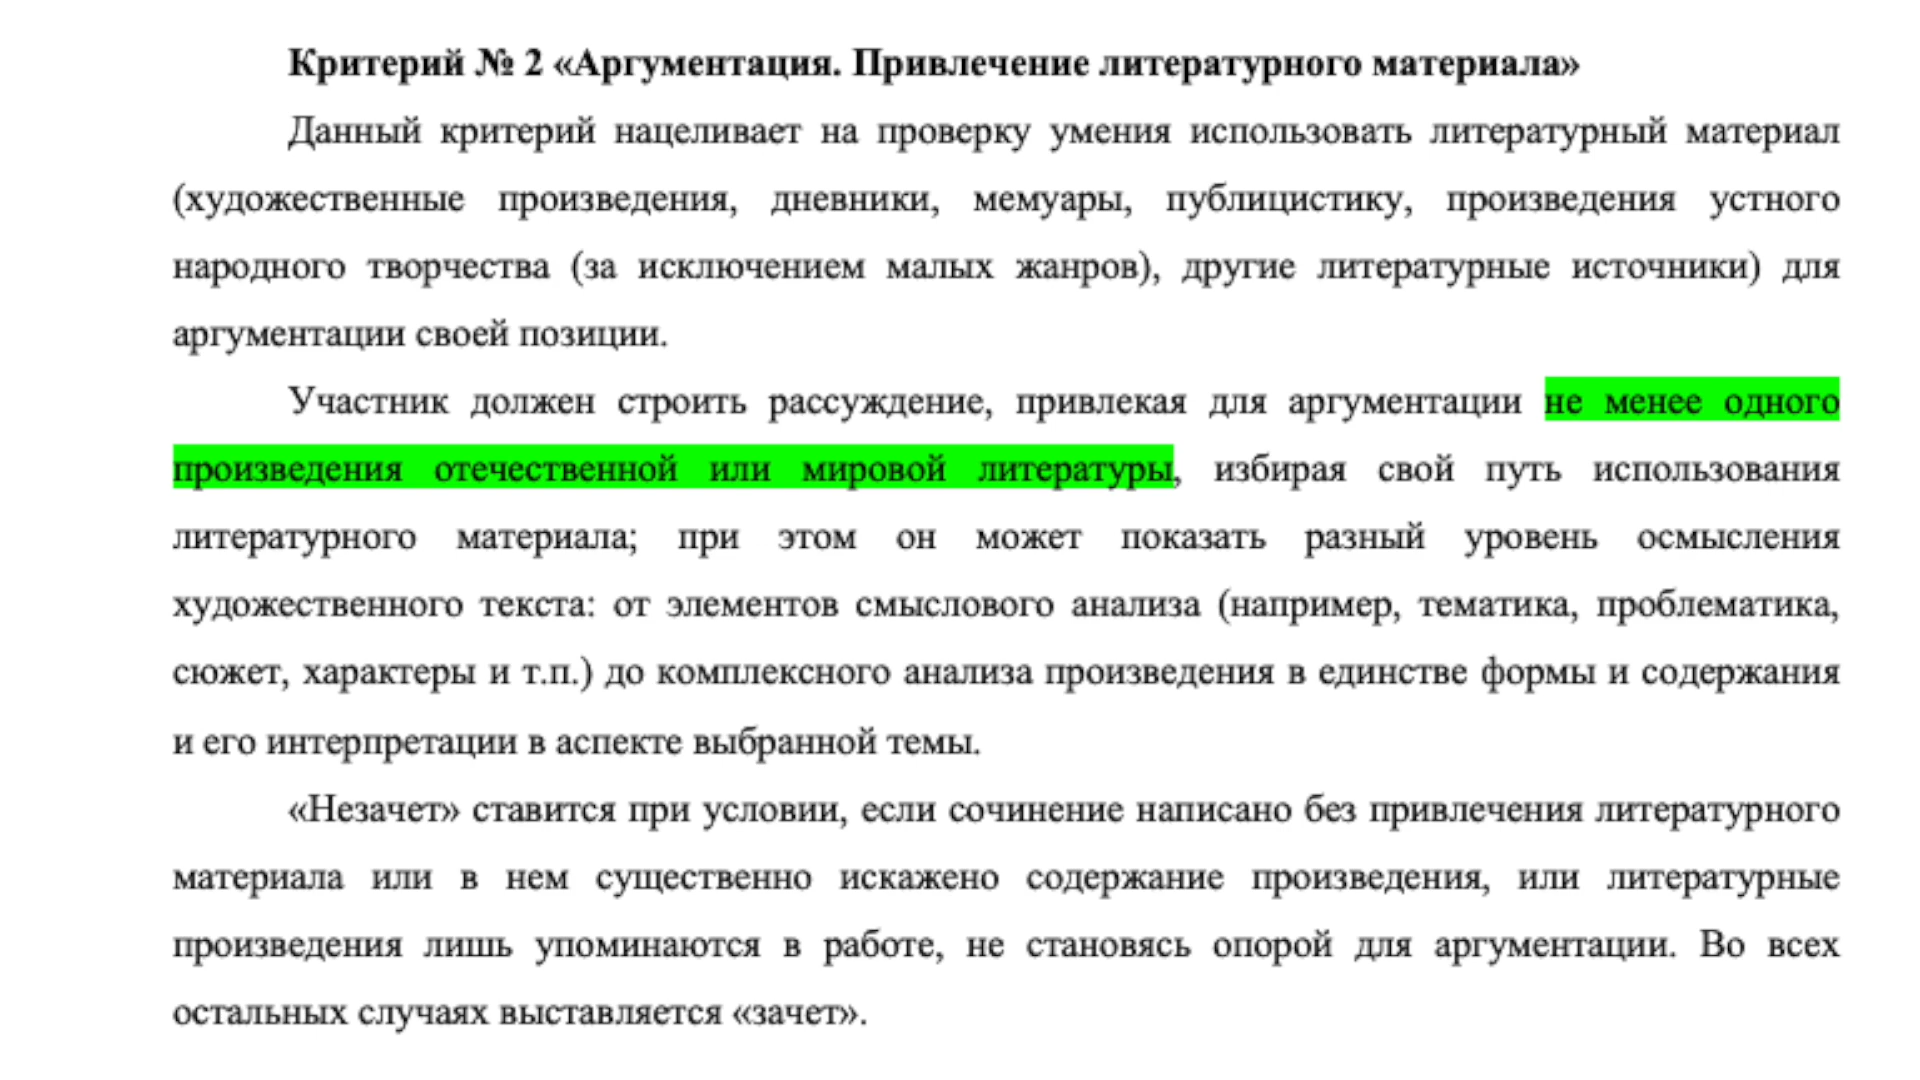 Критерий № 2 «Аргументация. Привлечение литературного материала»
Данный критерий нацеливает на проверку умения использовать литературный материал
(художественные произведения, дневники, мемуары, публицистику, произведения устного
народного творчества (за исключением малых жанров), другие литературные источники) для
аргументации своей позиции.
Участник должен строить рассуждение, привлекая для аргументации не менее одного
произведения отечественной или мировой литературы, избирая свой путь использования
литературного материала; при этом он может показать разный уровень осмысления
художественного текста: от элементов смыслового анализа (например, тематика, проблематика,
сюжет, характеры и т.п.) до комплексного анализа произведения в единстве формы и содержания
и его интерпретации в аспекте выбранной темы.
«Незачет» ставится при условии, если сочинение написано без привлечения литературного
материала или в нем существенно искажено содержание произведения, или литературные
произведения лишь упоминаются в работе, не становясь опорой для аргументации. Во всех
остальных случаях выставляется «зачет».